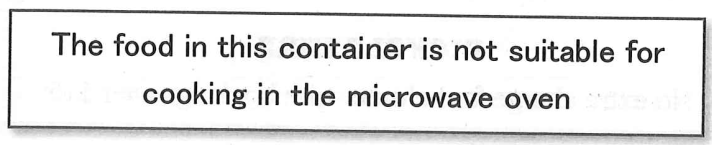 The food in this container is not suitable for
cooking in the microwave oven